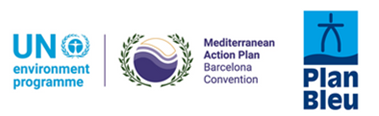 UN
environment
programme
Mediterranean
Action Plan
Barcelona
Convention
Plan
Bleu